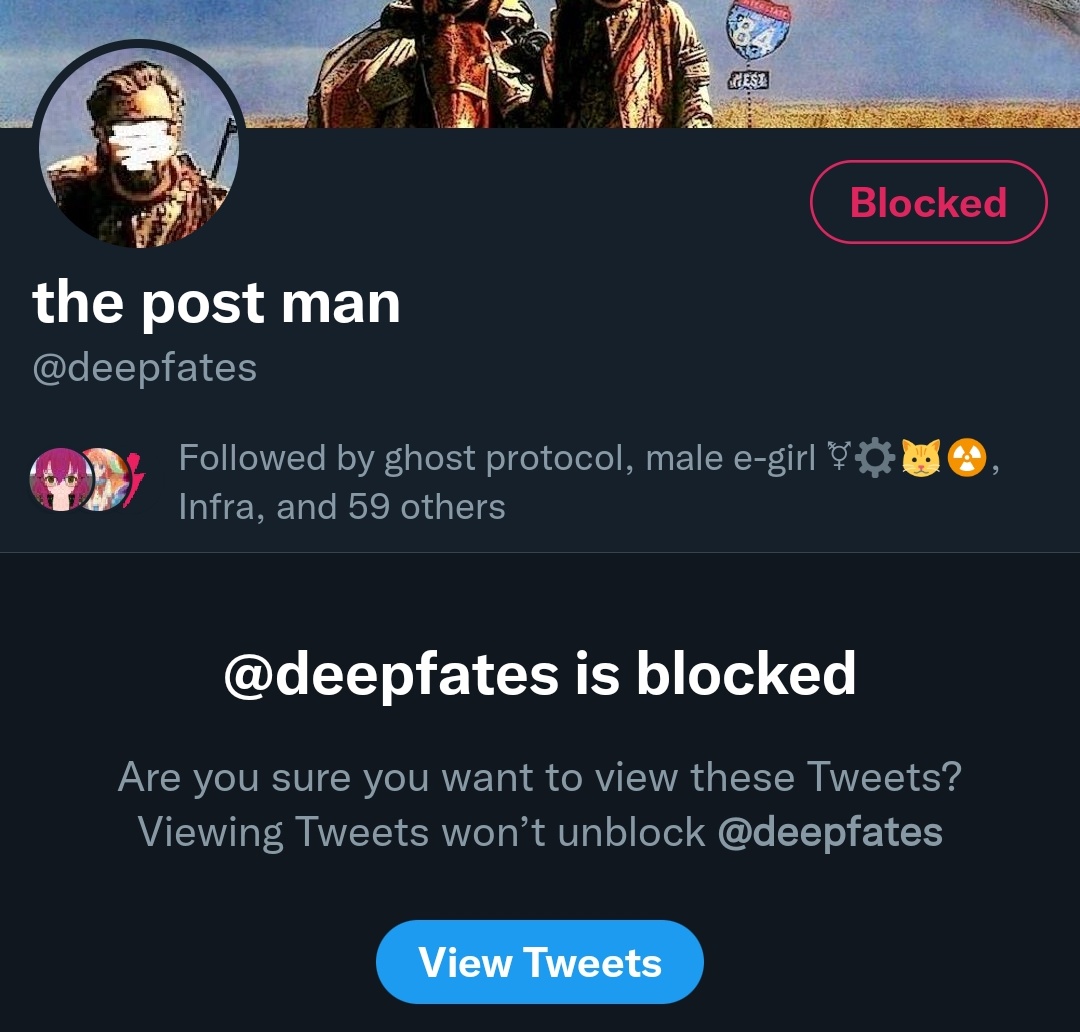 INTERSTATE
84
WEST
Blocked
the post man
@deepfates
Followed by ghost protocol, male e-girl ⚧⚙️🐱☢️,
Infra, and 59 others
@deepfates is blocked
Are you sure you want to view these Tweets?
Viewing Tweets won’t unblock @deepfates
View Tweets